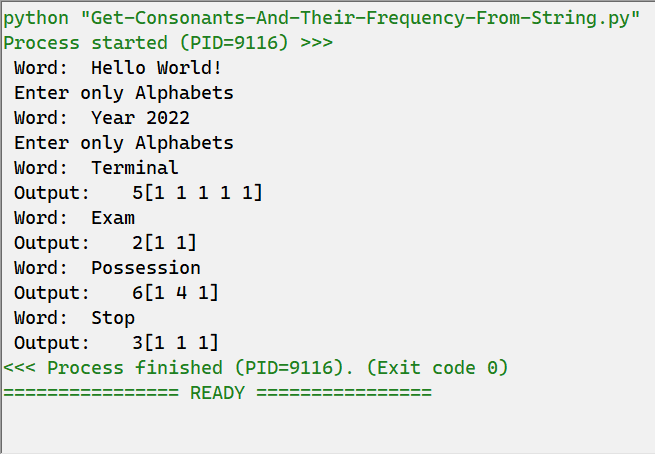 python "Get-Consonants-And-Their-Frequency-From-String.py"
Process started (PID=9116) >>>
Word:  Hello World!
Enter only Alphabets
Word:  Year 2022
Enter only Alphabets
Word:  Terminal
Output:    5[1 1 1 1 1]
Word:  Exam
Output:    2[1 1]
Word:  Possession
Output:    6[1 4 1]
Word:  Stop
Output:    3[1 1 1]
<<< Process finished (PID=9116). (Exit code 0)
================ READY ================